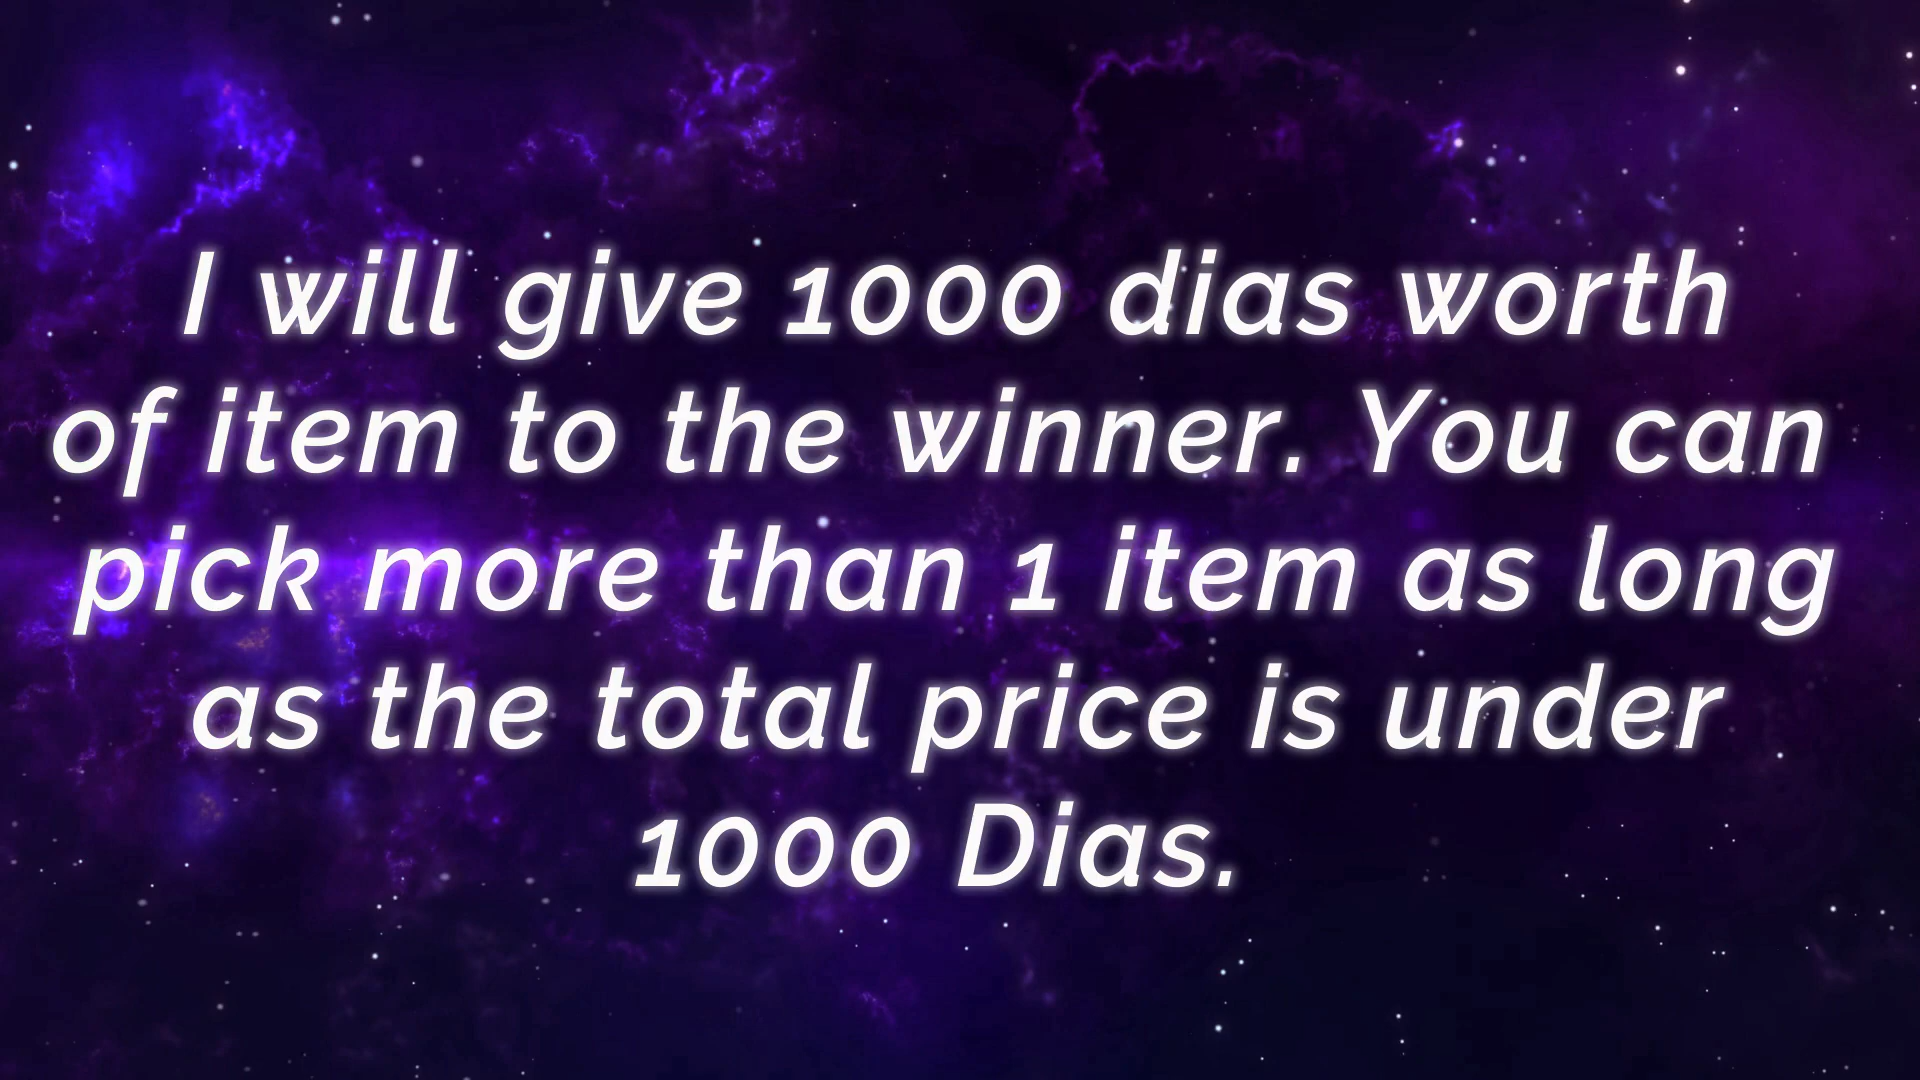 I will give 1000 dias worth
of item to the winner. You can
pick more than 1 item as long
as the total price is under
1000 Dias.